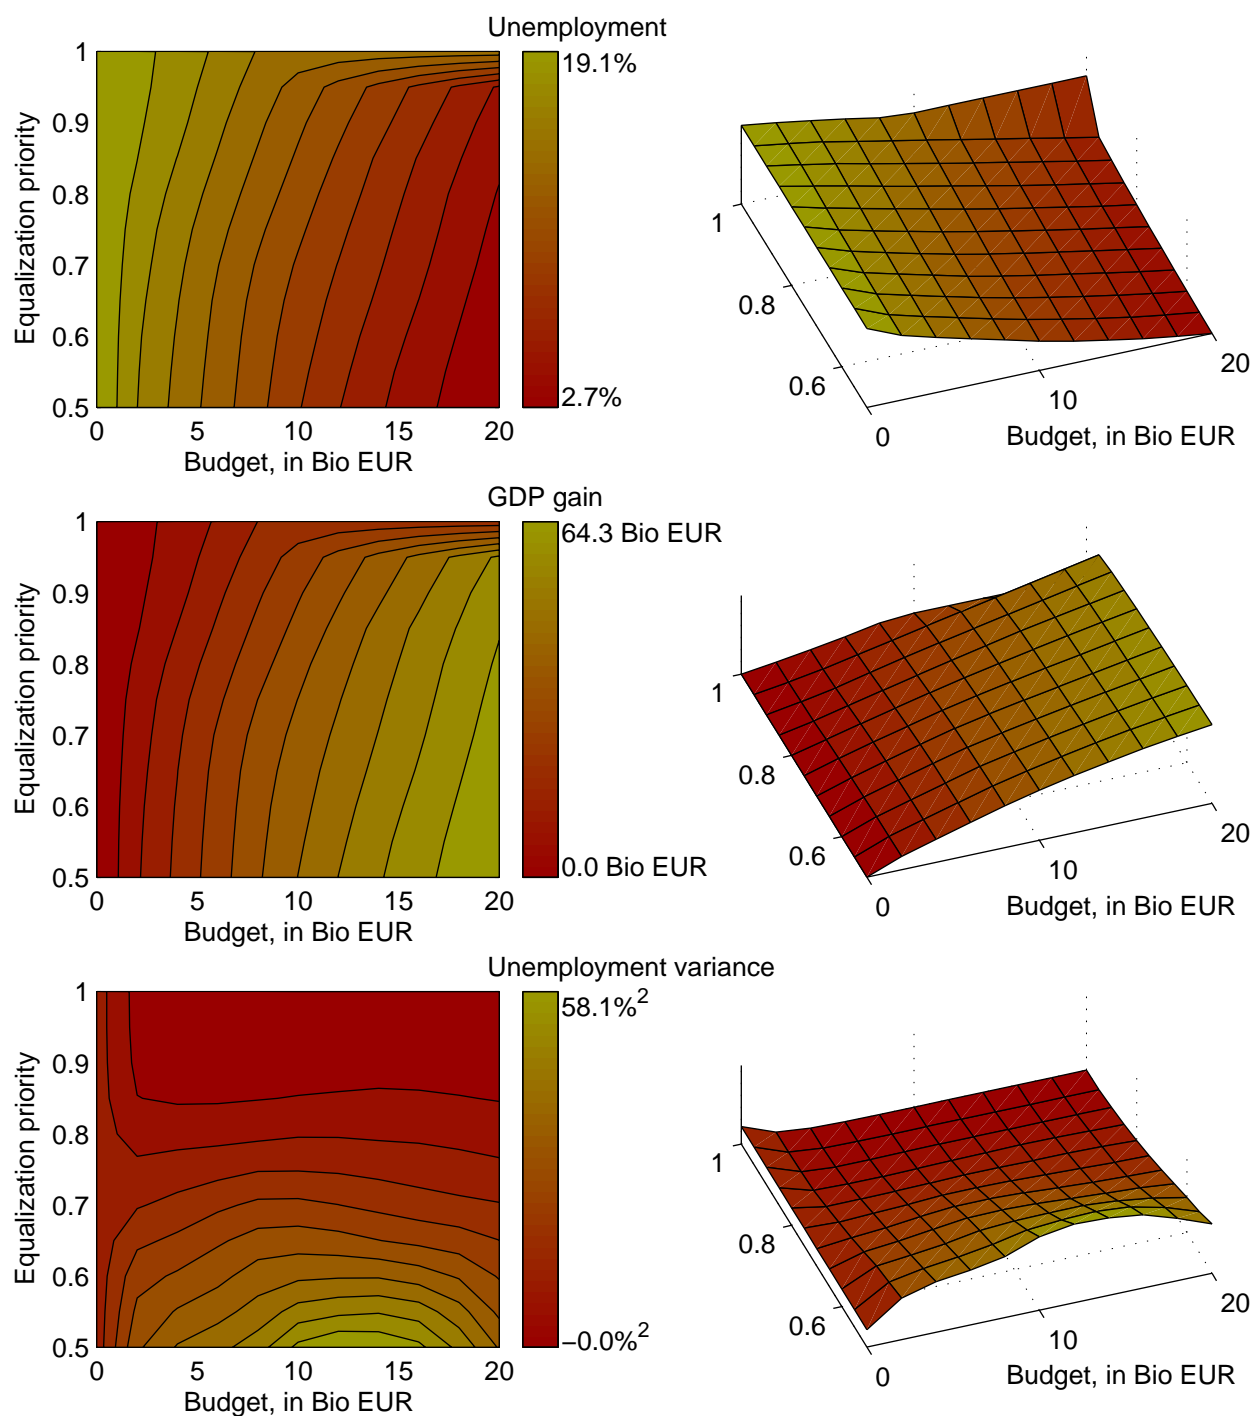 Unemployment
1
0.9
0.8
0.7
0.6
0.5
Equalization priority
0 5 10 15 20
Budget, in Bio EUR
19.1%
2.7%
1
0.8
0.6
0 10 20
Budget, in Bio EUR
GDP gain
1
0.9
0.8
0.7
0.6
0.5
Equalization priority
0 5 10 15 20
Budget, in Bio EUR
64.3 Bio EUR
0.0 Bio EUR
1
0.8
0.6
0 10 20
Budget, in Bio EUR
Unemployment variance
1
0.9
0.8
0.7
0.6
0.5
Equalization priority
0 5 10 15 20
Budget, in Bio EUR
58.1%²
−0.0%²
1
0.8
0.6
0 10 20
Budget, in Bio EUR